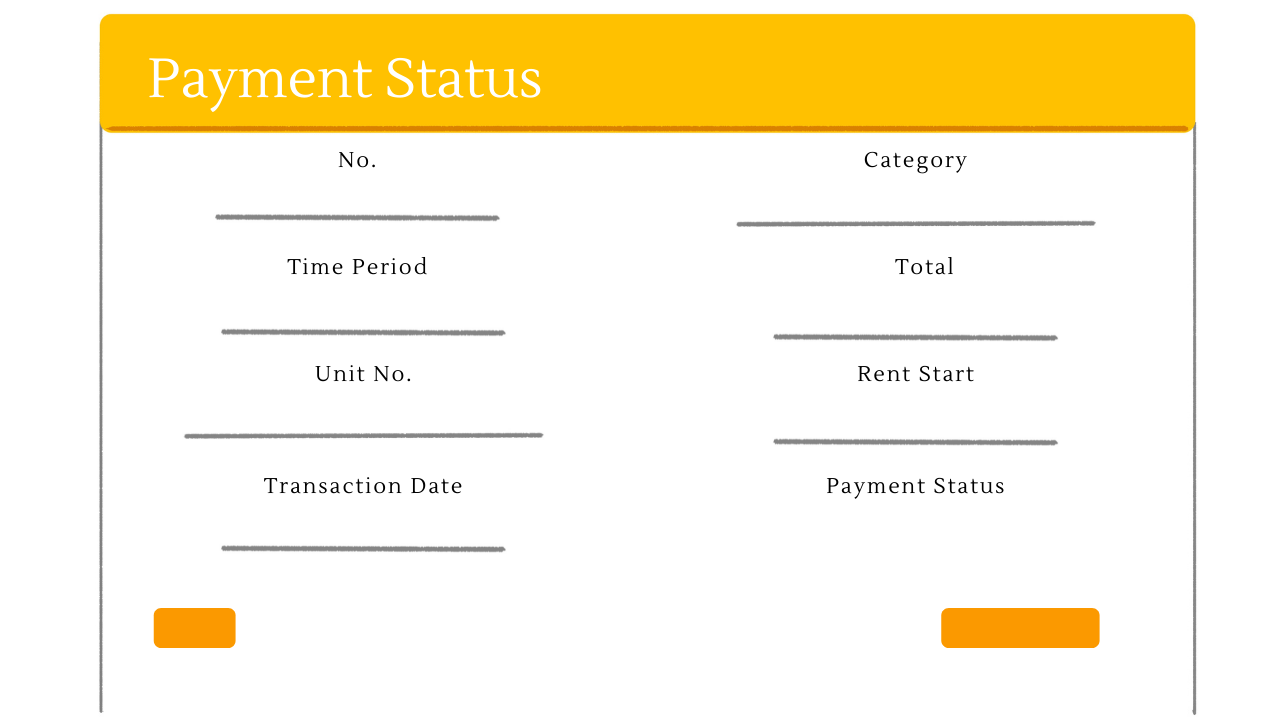 Payment Status
No.
Category
Time Period
Total
Unit No.
Rent Start
Transaction Date
Payment Status